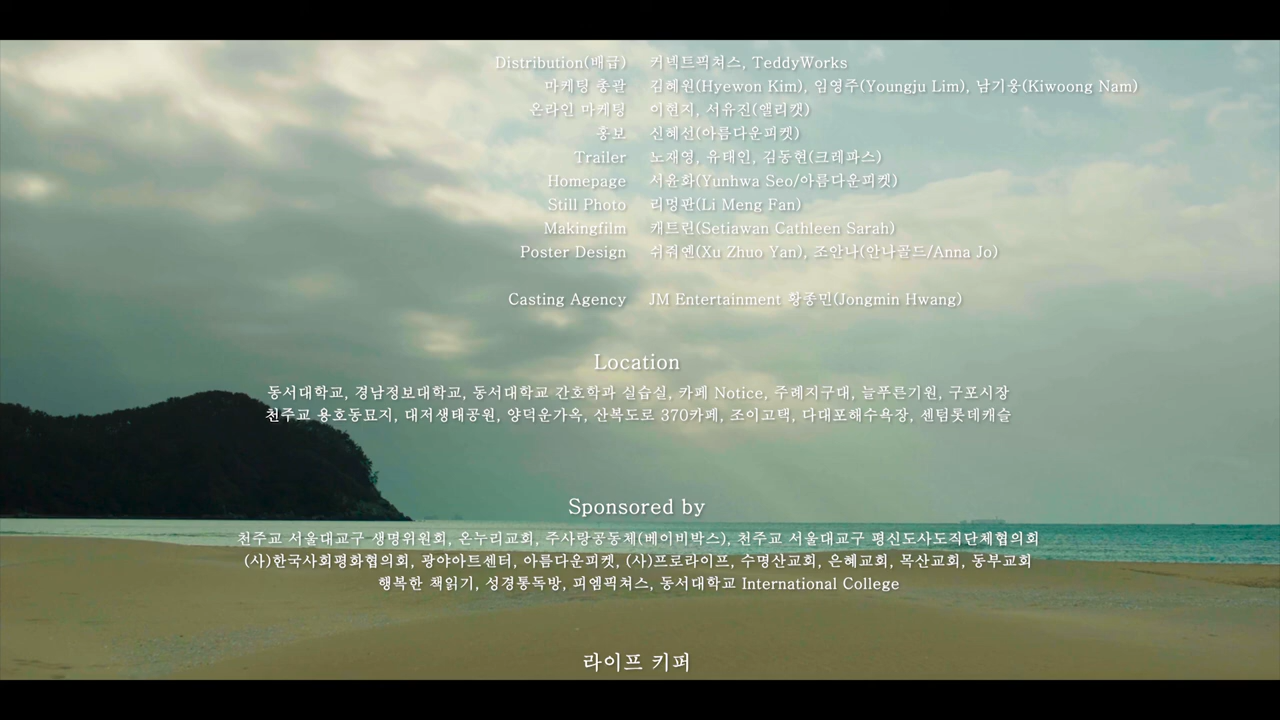 Distribution(배급) 커넥트픽쳐스, TeddyWorks
마케팅 총괄 김혜원(Hyewon Kim), 임영주(Youngju Lim), 남기웅(Kiwoong Nam)
온라인 마케팅 이현지, 서유진(앨리캣)
홍보 신혜선(아름다운피켓)
Trailer 노재영, 유태인, 김동현(크레파스)
Homepage 서윤화(Yunhwa Seo/아름다운피켓)
Still Photo 리멍판(Li Meng Fan)
Makingfilm 캐트린(Setiawan Cathleen Sarah)
Poster Design 쉬줘옌(Xu Zhuo Yan), 조안나(안나골드/Anna Jo)
Casting Agency JM Entertainment 황종민(Jongmin Hwang)
Location
동서대학교, 경남정보대학교, 동서대학교 간호학과 실습실, 카페 Notice, 주례지구대, 늘푸른기원, 구포시장
천주교 용호동묘지, 대저생태공원, 양덕운가옥, 산복도로 370카페, 조이고택, 다대포해수욕장, 센텀롯데캐슬
Sponsored by
천주교 서울대교구 생명위원회, 온누리교회, 주사랑공동체(베이비박스), 천주교 서울대교구 평신도사도직단체협의회
(사)한국사회평화협의회, 광야아트센터, 아름다운피켓, (사)프로라이프, 수명산교회, 은혜교회, 목산교회, 동부교회
행복한 책읽기, 성경통독방, 피엠픽쳐스, 동서대학교 International College
라이프 키퍼